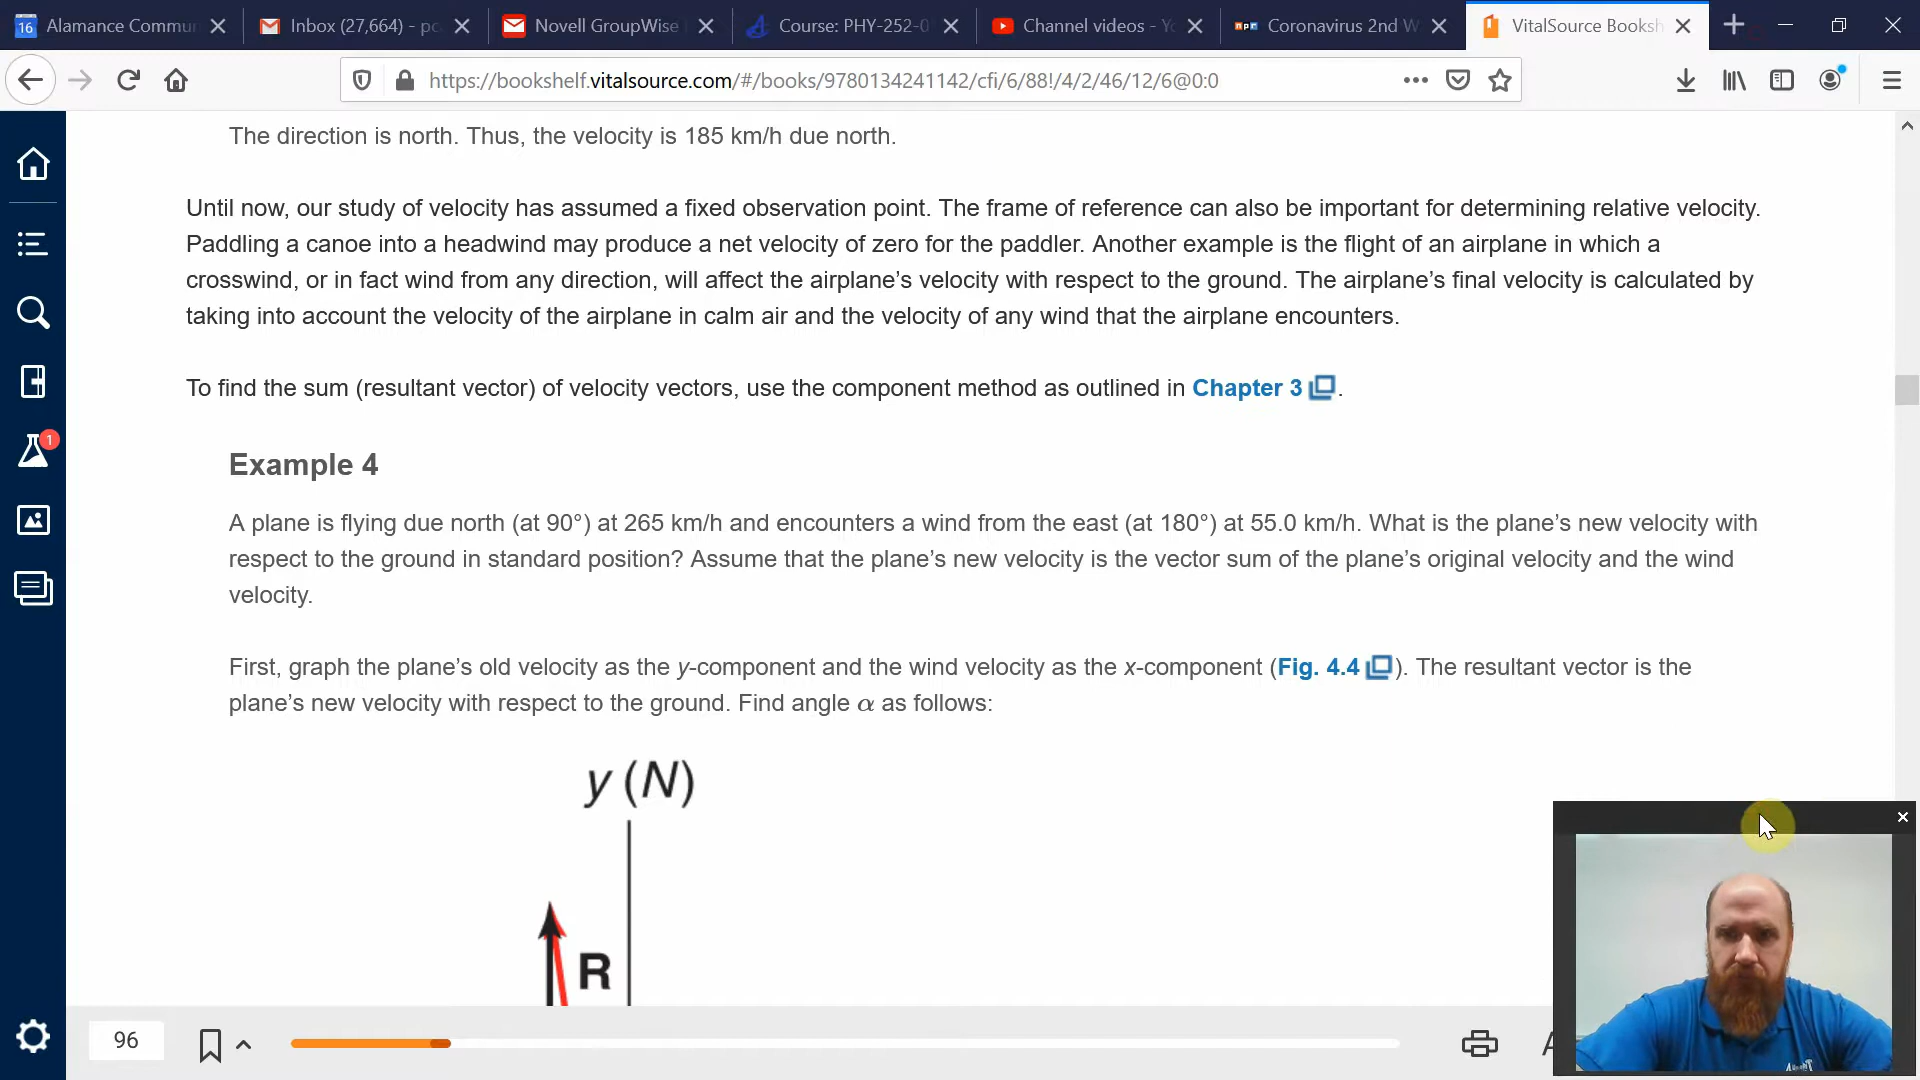 16 Alamance Commu
Inbox (27,664) - pc
Novell GroupWise
Course: PHY-252-0
Channel videos - Yo
npr Coronavirus 2nd W
VitalSource Booksh
https://bookshelf.vitalsource.com/#/books/9780134241142/cfi/6/88!/4/2/46/12/6@0:0
The direction is north. Thus, the velocity is 185 km/h due north.
Until now, our study of velocity has assumed a fixed observation point. The frame of reference can also be important for determining relative velocity.
Paddling a canoe into a headwind may produce a net velocity of zero for the paddler. Another example is the flight of an airplane in which a
crosswind, or in fact wind from any direction, will affect the airplane's velocity with respect to the ground. The airplane's final velocity is calculated by
taking into account the velocity of the airplane in calm air and the velocity of any wind that the airplane encounters.
To find the sum (resultant vector) of velocity vectors, use the component method as outlined in Chapter 3.
1
Example 4
A plane is flying due north (at 90°) at 265 km/h and encounters a wind from the east (at 180°) at 55.0 km/h. What is the plane's new velocity with
respect to the ground in standard position? Assume that the plane's new velocity is the vector sum of the plane's original velocity and the wind
velocity.
First, graph the plane's old velocity as the y-component and the wind velocity as the x-component (Fig. 4.4). The resultant vector is the
plane's new velocity with respect to the ground. Find angle α as follows:
y (N)
R
96